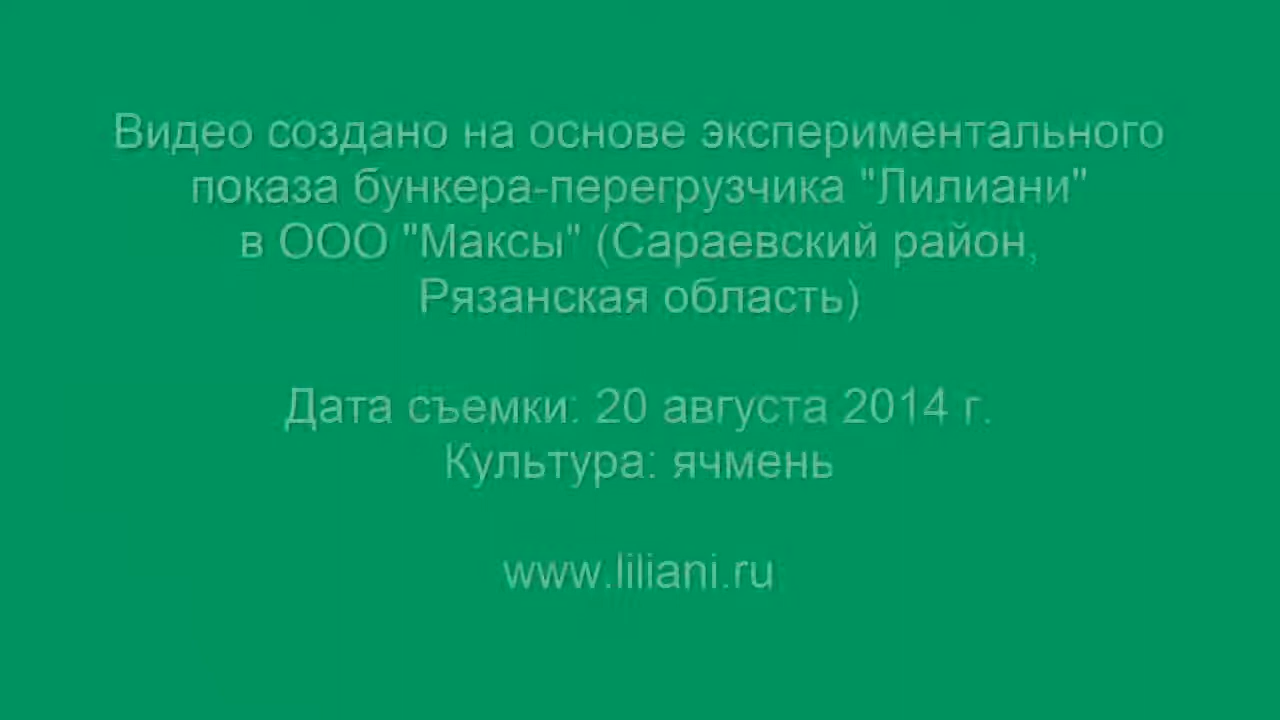 Видео создано на основе экспериментального
показа бункера-перегрузчика "Лилиани"
в ООО "Максы" (Сараевский район,
Рязанская область)
Дата съемки: 20 августа 2014 г.
Культура: ячмень
www.liliani.ru